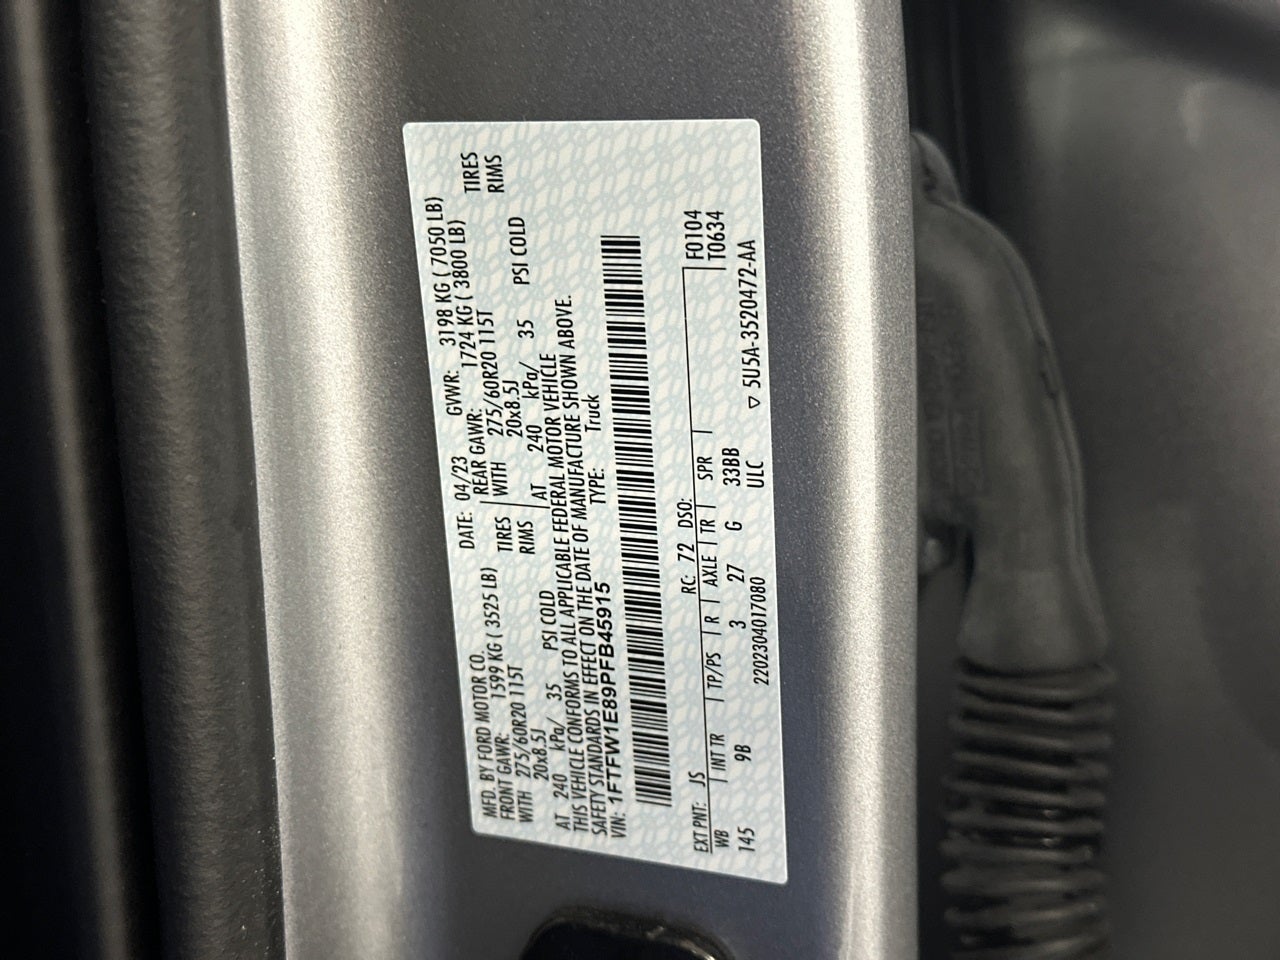 MFD. BY FORD MOTOR CO. DATE: 04/23 GVWR: 3198 KG ( 7050 LB)
FRONT GAWR: 1599 KG ( 3525 LB) REAR GAWR: 1724 KG ( 3800 LB)
WITH 275/60R20 115T TIRES WITH 275/60R20 115T TIRES
20x8.5J RIMS 20x8.5J RIMS
AT 240 kPa/ 35 PSI COLD AT 240 kPa/ 35 PSI COLD
THIS VEHICLE CONFORMS TO ALL APPLICABLE FEDERAL MOTOR VEHICLE
SAFETY STANDARDS IN EFFECT ON THE DATE OF MANUFACTURE SHOWN ABOVE.
VIN: 1FTFW1E89PFB45915 TYPE: Truck
EXT PNT: JS RC: 72 DSO: F0104
WB INT TR TP/PS R AXLE TR SPR T0634
145 9B 3 27 G 33BB
2202304017080 ULC ▽ 5U5A-3520472-AA